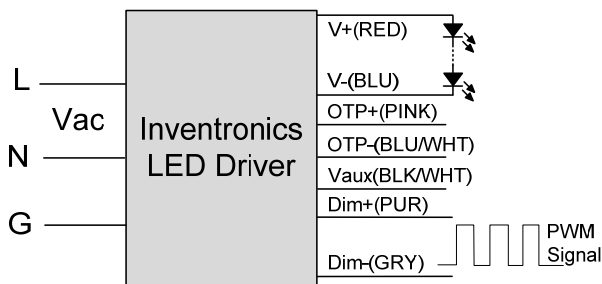 L
Vac
N
G
Inventronics
LED Driver
V+(RED)
V-(BLU)
OTP+(PINK)
OTP-(BLU/WHT)
Vaux(BLK/WHT)
Dim+(PUR)
Dim-(GRY)
PWM
Signal